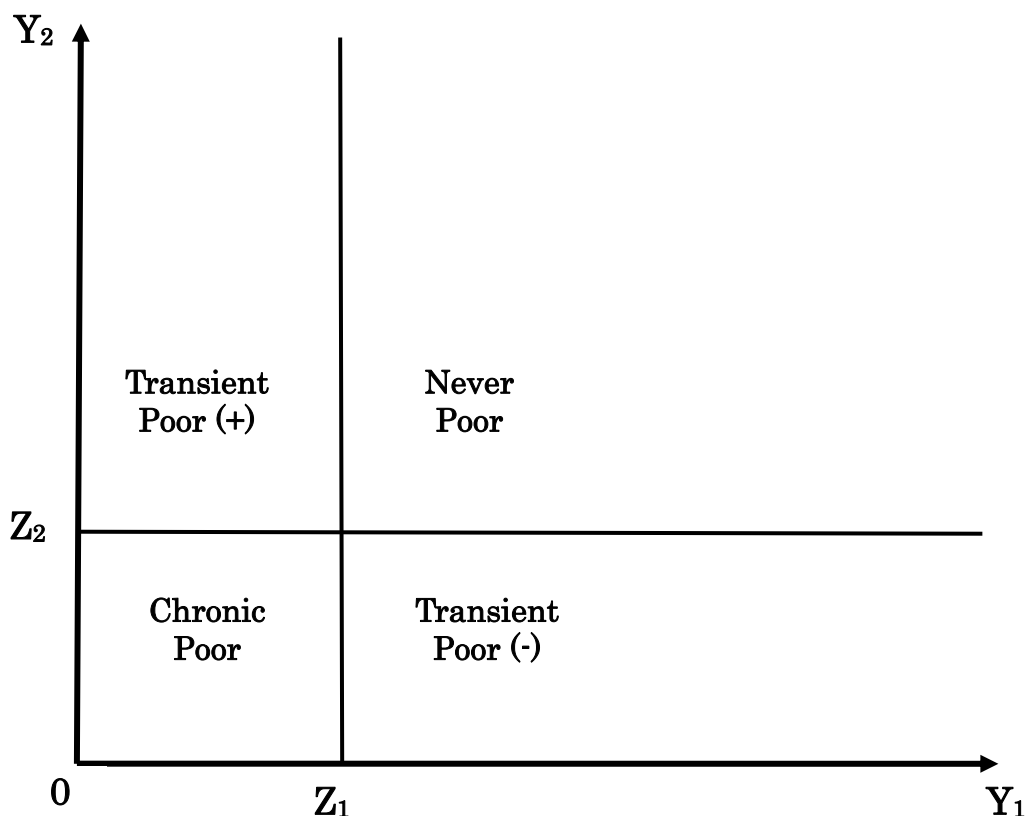 Y₂
Transient
Poor (+)
Never
Poor
Z₂
Chronic
Poor
Transient
Poor (-)
0
Z₁
Y₁